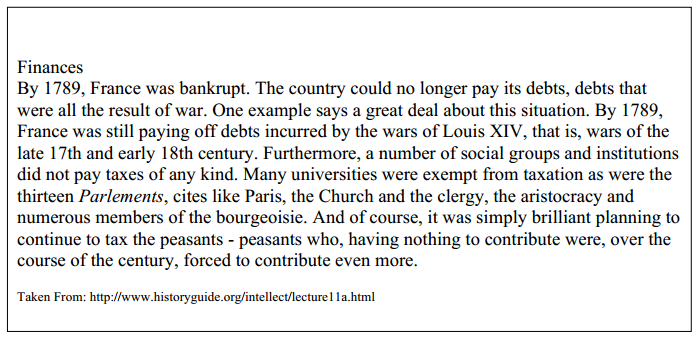 Finances
By 1789, France was bankrupt. The country could no longer pay its debts, debts that
were all the result of war. One example says a great deal about this situation. By 1789,
France was still paying off debts incurred by the wars of Louis XIV, that is, wars of the
late 17th and early 18th century. Furthermore, a number of social groups and institutions
did not pay taxes of any kind. Many universities were exempt from taxation as were the
thirteen Parlements, cites like Paris, the Church and the clergy, the aristocracy and
numerous members of the bourgeoisie. And of course, it was simply brilliant planning to
continue to tax the peasants - peasants who, having nothing to contribute were, over the
course of the century, forced to contribute even more.
Taken From: http://www.historyguide.org/intellect/lecture11a.html